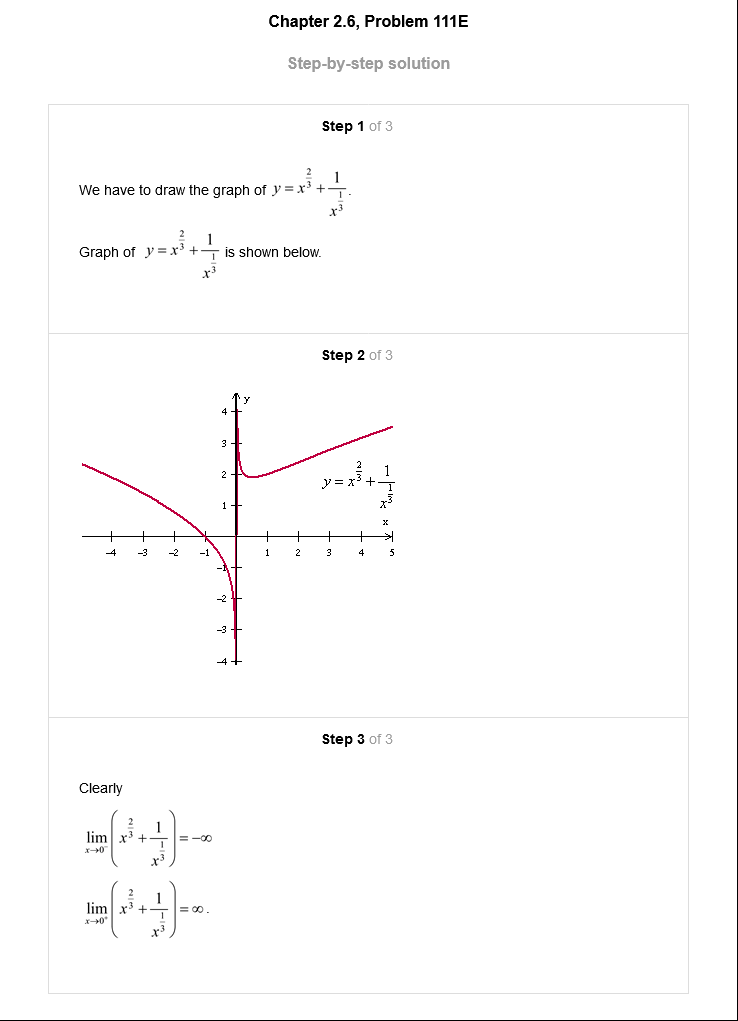 Chapter 2.6, Problem 111E
Step-by-step solution
Step 1 of 3
We have to draw the graph of $y = x^{\frac{2}{3}} + \frac{1}{x^{\frac{1}{3}}}$.
Graph of $y = x^{\frac{2}{3}} + \frac{1}{x^{\frac{1}{3}}}$ is shown below.
Step 2 of 3
y
4
3
2
$y = x^{\frac{2}{3}} + \frac{1}{x^{\frac{1}{3}}}$
1
x
-4 -3 -2 -1 1 2 3 4 5
-1
-2
-3
-4
Step 3 of 3
Clearly
$\lim_{x \to 0^-} \left( x^{\frac{2}{3}} + \frac{1}{x^{\frac{1}{3}}} \right) = -\infty$
$\lim_{x \to 0^+} \left( x^{\frac{2}{3}} + \frac{1}{x^{\frac{1}{3}}} \right) = \infty$.